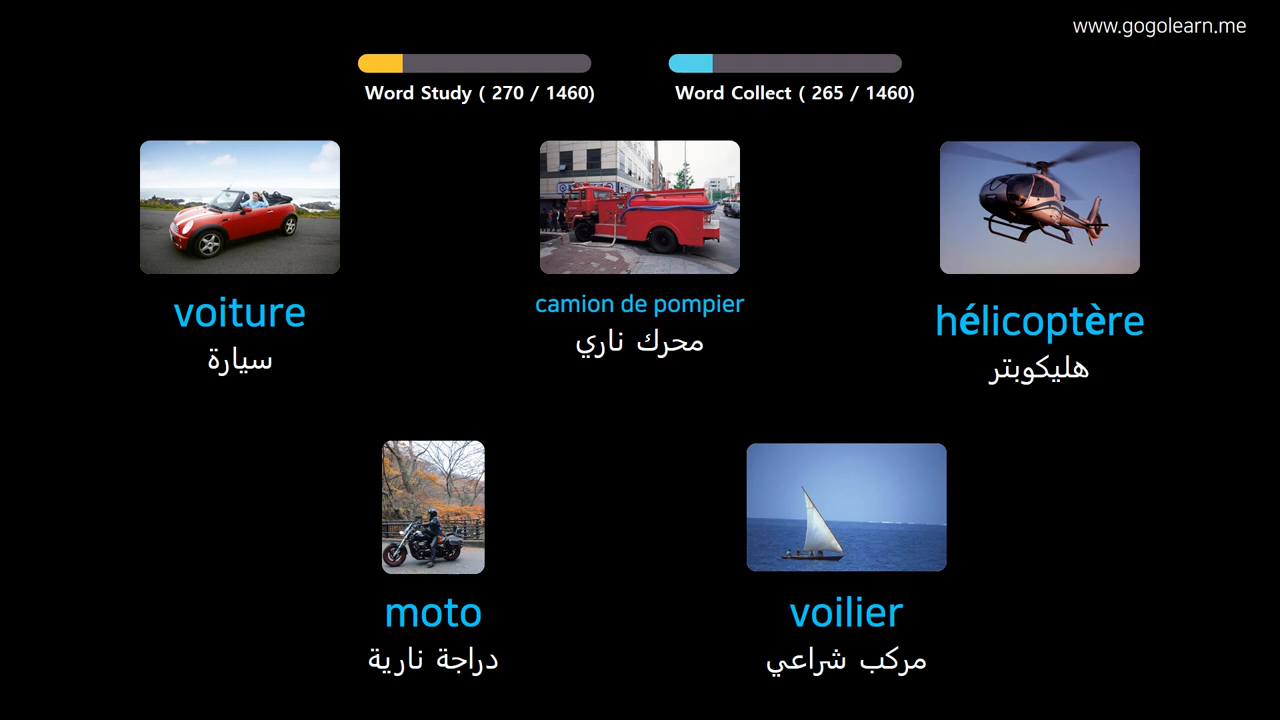 www.gogolearn.me
Word Study ( 270 / 1460)
Word Collect ( 265 / 1460)
voiture
سيارة
camion de pompier
محرك ناري
hélicoptère
هليكوبتر
moto
دراجة نارية
voilier
مركب شراعي